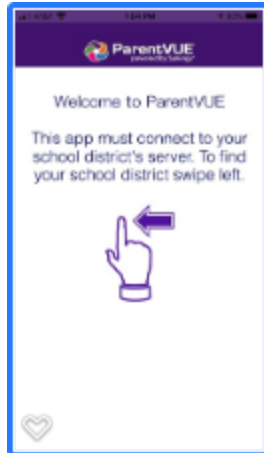 ParentVUE
Welcome to ParentVUE
This app must connect to your
school district's server. To find
your school district swipe left.